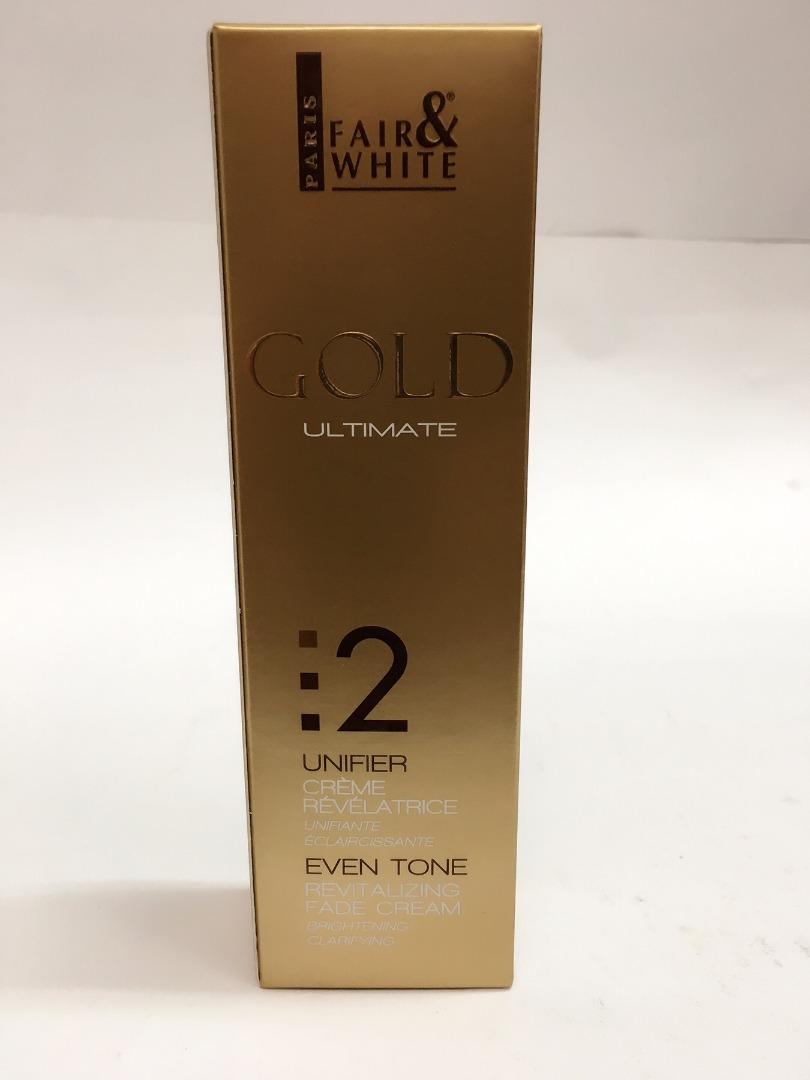 PARIS
FAIR &®
WHITE
GOLD
ULTIMATE
2
UNIFIER
CRÈME
RÉVÉLATRICE
UNIFIANTE
ÉCLAIRCISSANTE
EVEN TONE
REVITALIZING
FADE CREAM
BRIGHTENING
CLARIFYING